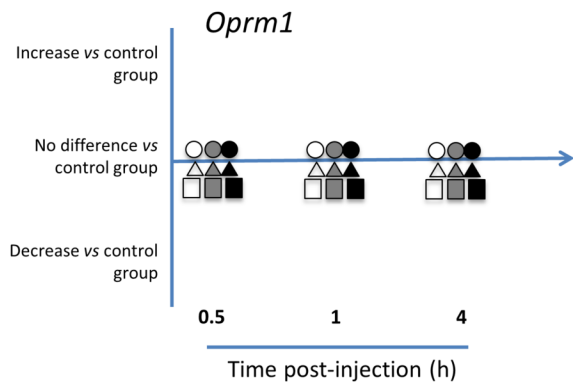 Oprm1
Increase vs control
group
No difference vs
control group
Decrease vs control
group
0.5 1 4
Time post-injection (h)